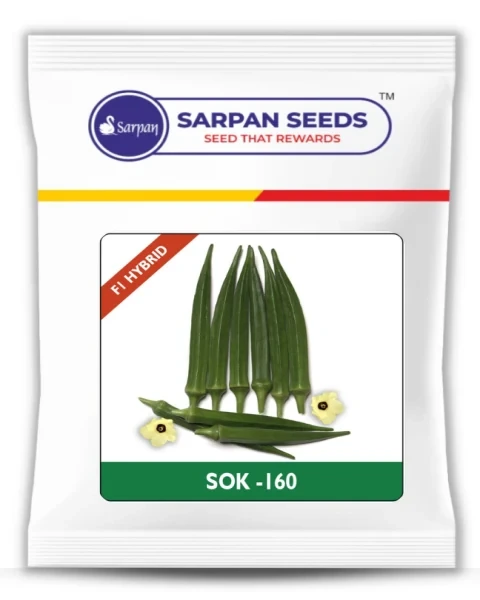 Sarpan
SARPAN SEEDS
TM
SEED THAT REWARDS
F1 HYBRID
SOK -160